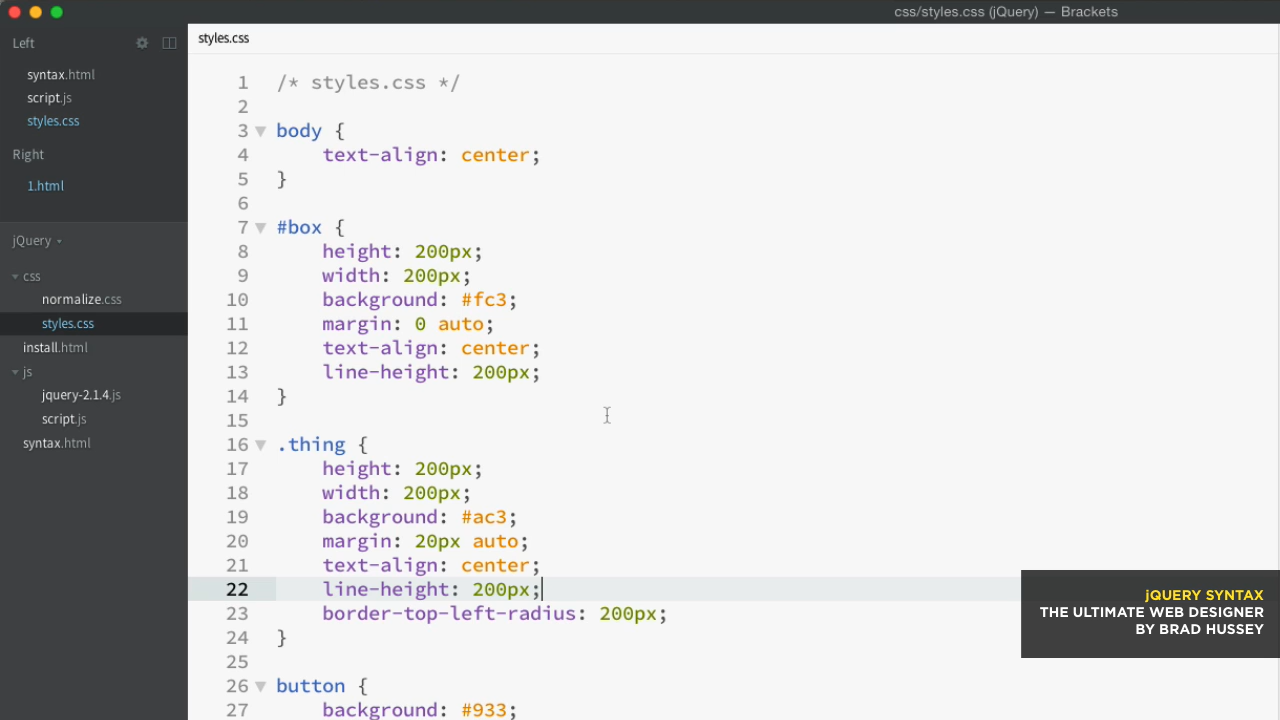 css/styles.css (jQuery) — Brackets
Left
syntax.html
script.js
styles.css
Right
1.html
jQuery
css
normalize.css
styles.css
install.html
js
jquery-2.1.4.js
script.js
syntax.html
styles.css
1 /* styles.css */
2
3 body {
4 text-align: center;
5 }
6
7 #box {
8 height: 200px;
9 width: 200px;
10 background: #fc3;
11 margin: 0 auto;
12 text-align: center;
13 line-height: 200px;
14 }
15
16 .thing {
17 height: 200px;
18 width: 200px;
19 background: #ac3;
20 margin: 20px auto;
21 text-align: center;
22 line-height: 200px;
23 border-top-left-radius: 200px;
24 }
25
26 button {
27 background: #933;
jQUERY SYNTAX
THE ULTIMATE WEB DESIGNER
BY BRAD HUSSEY